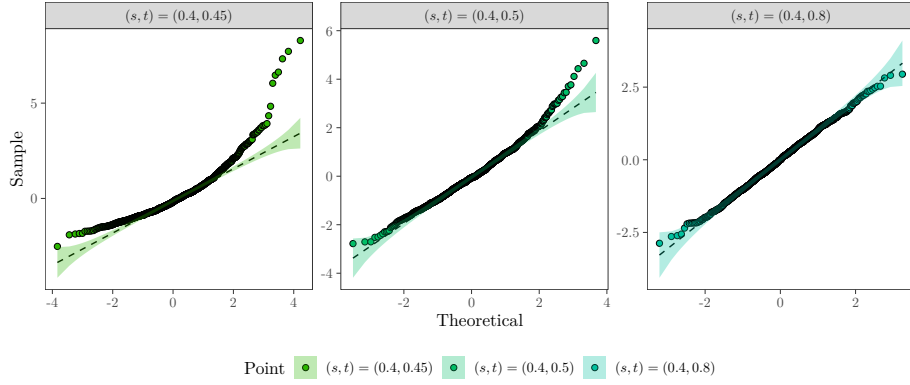 (s, t) = (0.4, 0.45)
(s, t) = (0.4, 0.5)
(s, t) = (0.4, 0.8)
Sample
5
0
6
4
2
0
-2
-4
2.5
0.0
-2.5
-4 -2 0 2 4
-2 0 2 4
-2 0 2
Theoretical
Point (s, t) = (0.4, 0.45) (s, t) = (0.4, 0.5) (s, t) = (0.4, 0.8)